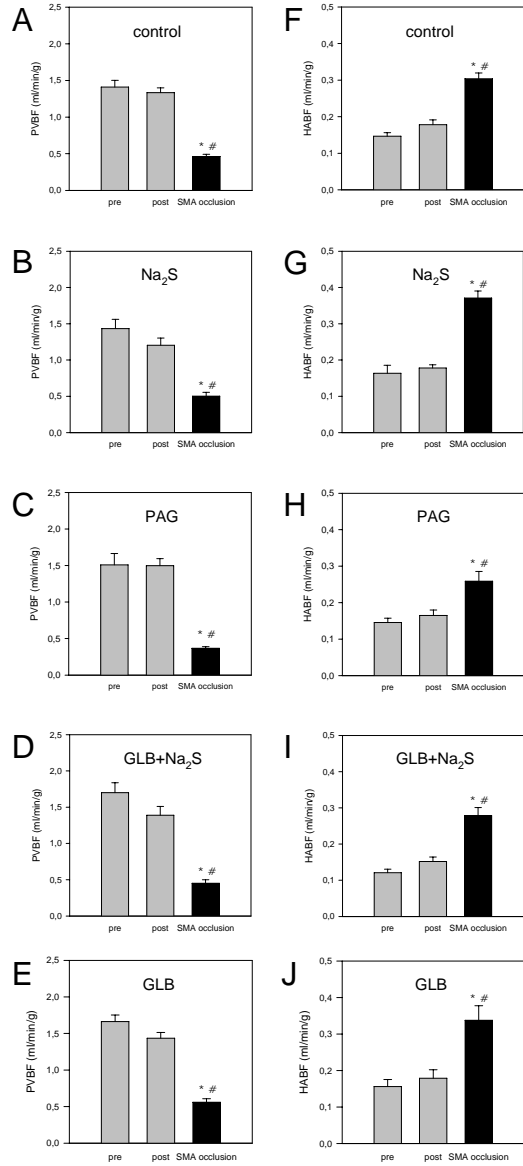 A
control
PVBF (ml/min/g)
2,5
2,0
1,5
1,0
0,5
0,0
* #
pre post SMA occlusion
F
control
HABF (ml/min/g)
0,5
0,4
0,3
0,2
0,1
0,0
* #
pre post SMA occlusion
B
Na₂S
PVBF (ml/min/g)
2,5
2,0
1,5
1,0
0,5
0,0
* #
pre post SMA occlusion
G
Na₂S
HABF (ml/min/g)
0,5
0,4
0,3
0,2
0,1
0,0
* #
pre post SMA occlusion
C
PAG
PVBF (ml/min/g)
2,5
2,0
1,5
1,0
0,5
0,0
* #
pre post SMA occlusion
H
PAG
HABF (ml/min/g)
0,5
0,4
0,3
0,2
0,1
0,0
* #
pre post SMA occlusion
D
GLB+Na₂S
PVBF (ml/min/g)
2,5
2,0
1,5
1,0
0,5
0,0
* #
pre post SMA occlusion
I
GLB+Na₂S
HABF (ml/min/g)
0,5
0,4
0,3
0,2
0,1
0,0
* #
pre post SMA occlusion
E
GLB
PVBF (ml/min/g)
2,5
2,0
1,5
1,0
0,5
0,0
* #
pre post SMA occlusion
J
GLB
HABF (ml/min/g)
0,5
0,4
0,3
0,2
0,1
0,0
* #
pre post SMA occlusion